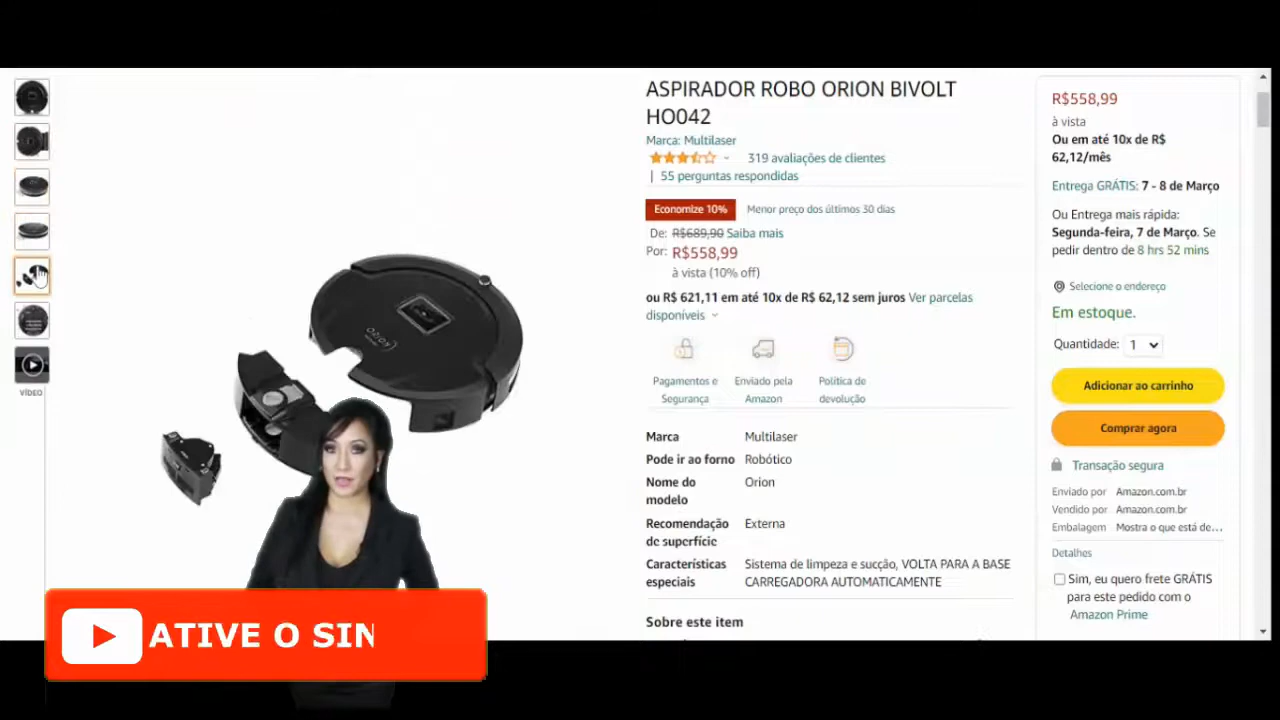 ASPIRADOR ROBO ORION BIVOLT
HO042
Marca: Multilaser
319 avaliações de clientes
| 55 perguntas respondidas
Economize 10% Menor preço dos últimos 30 dias
De: R$689,90 Saiba mais
Por: R$558,99
à vista (10% off)
ou R$ 621,11 em até 10x de R$ 62,12 sem juros Ver parcelas
disponíveis
Pagamentos e
Segurança
Enviado pela
Amazon
Política de
devolução
Marca Multilaser
Pode ir ao forno Robótico
Nome do
modelo
Orion
Recomendação
de superfície
Externa
Características
especiais
Sistema de limpeza e sucção, VOLTA PARA A BASE
CARREGADORA AUTOMATICAMENTE
Sobre este item
R$558,99
à vista
Ou em até 10x de R$
62,12/mês
Entrega GRÁTIS: 7 - 8 de Março
Ou Entrega mais rápida:
Segunda-feira, 7 de Março. Se
pedir dentro de 8 hrs 52 mins
Selecione o endereço
Em estoque.
Quantidade: 1
Adicionar ao carrinho
Comprar agora
Transação segura
Enviado por Amazon.com.br
Vendido por Amazon.com.br
Embalagem Mostra o que está de...
Detalhes
Sim, eu quero frete GRÁTIS
para este pedido com o
Amazon Prime
VÍDEO
ORION
ATIVE O SIN